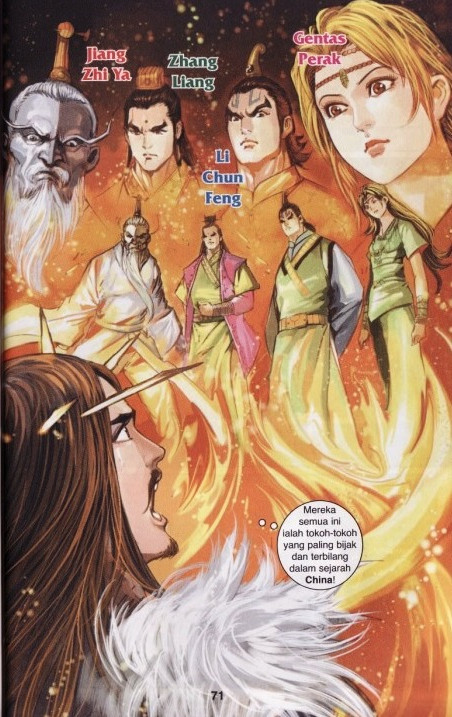 Jiang
Zhi Ya
Zhang
Liang
Gentas
Perak
Li
Chun
Feng
Mereka
semua ini
ialah tokoh-tokoh
yang paling bijak
dan terbilang
dalam sejarah
China!
71